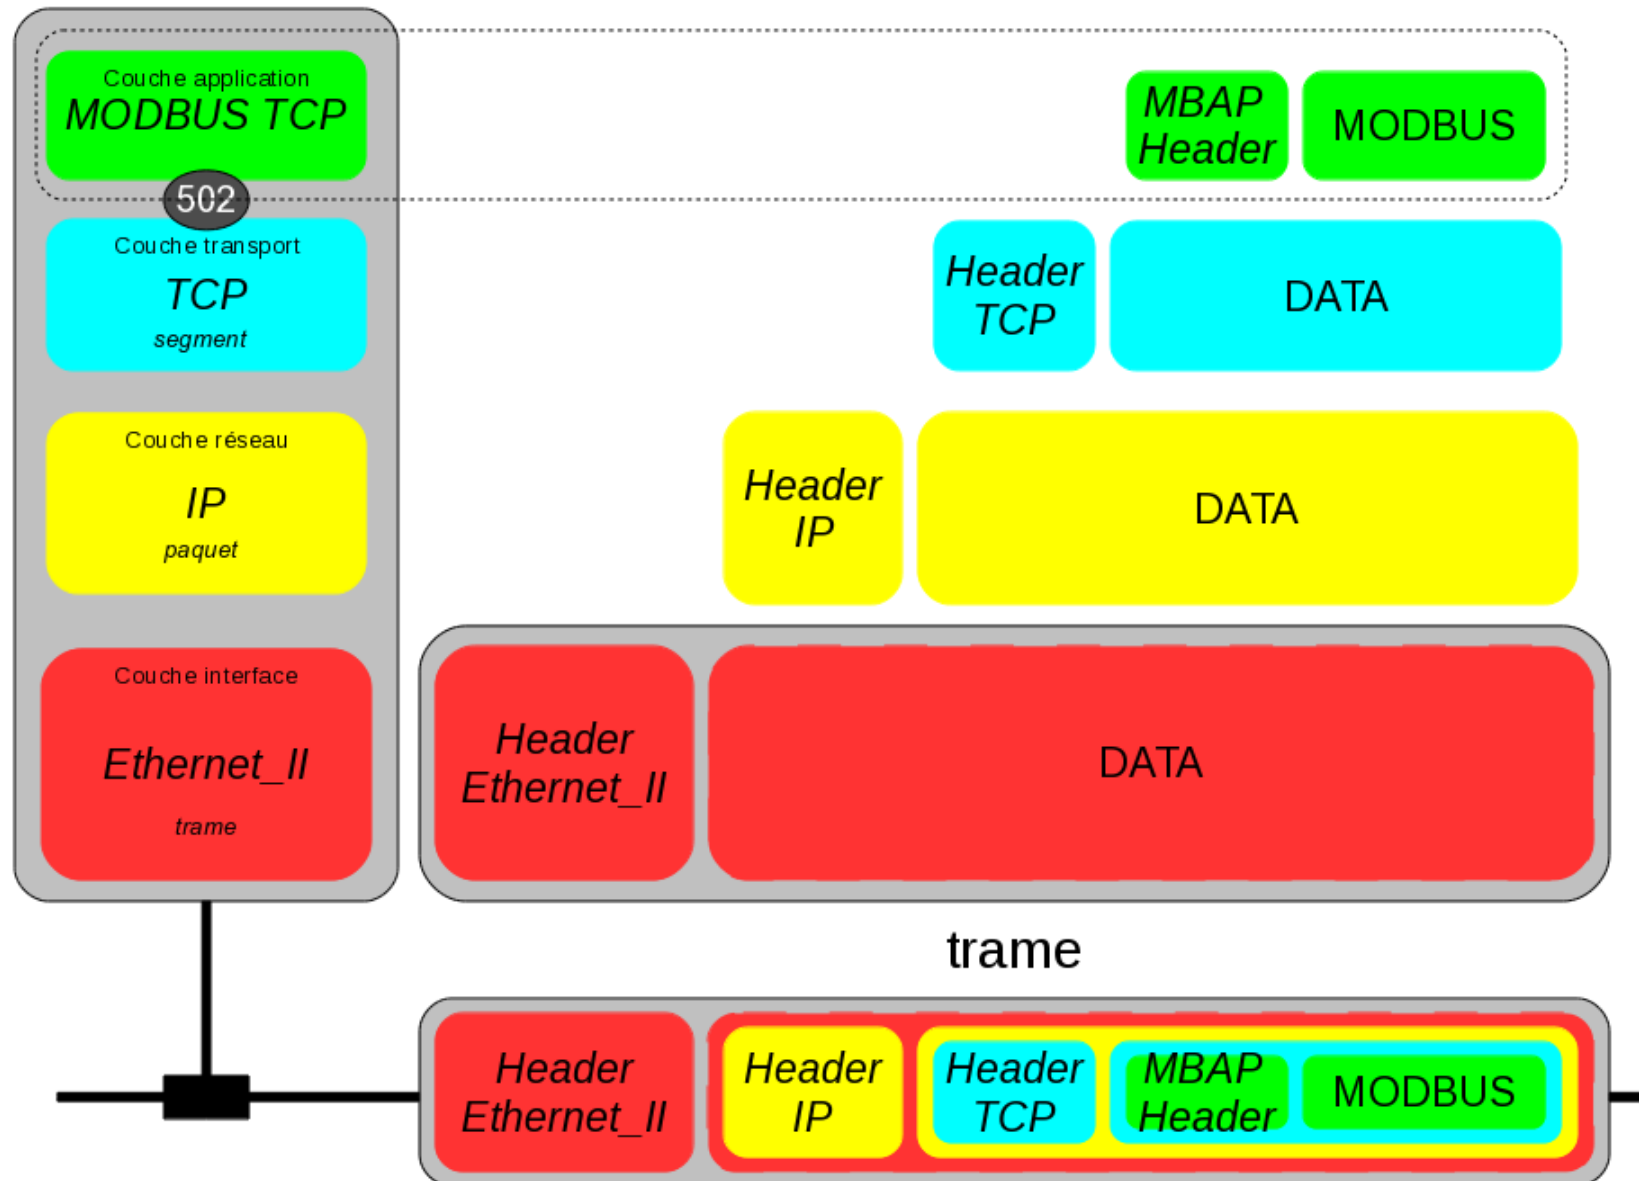 Couche application
MODBUS TCP
MBAP
Header
MODBUS
502
Couche transport
TCP
segment
Header
TCP
DATA
Couche réseau
IP
paquet
Header
IP
DATA
Couche interface
Ethernet_II
trame
Header
Ethernet_II
DATA
trame
Header
Ethernet_II
Header
IP
Header
TCP
MBAP
Header
MODBUS